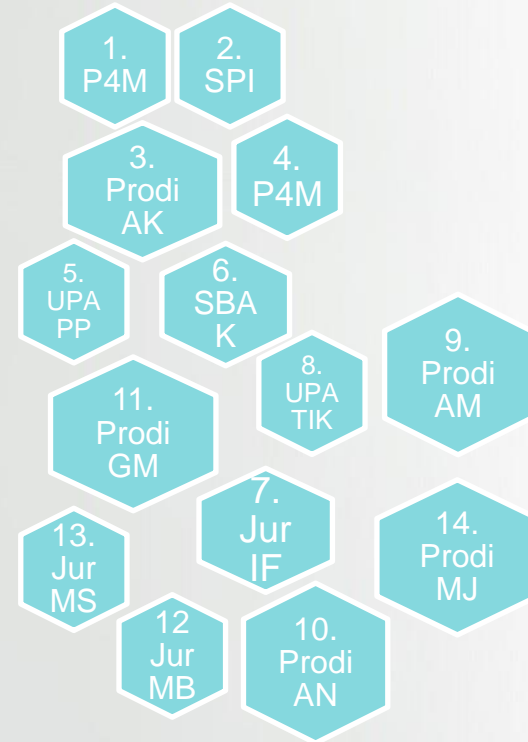 1.
P4M
2.
SPI
3.
Prodi
AK
4.
P4M
5.
UPA
PP
6.
SBA
K
8.
UPA
TIK
9.
Prodi
AM
11.
Prodi
GM
7.
Jur
IF
13.
Jur
MS
14.
Prodi
MJ
12
Jur
MB
10.
Prodi
AN